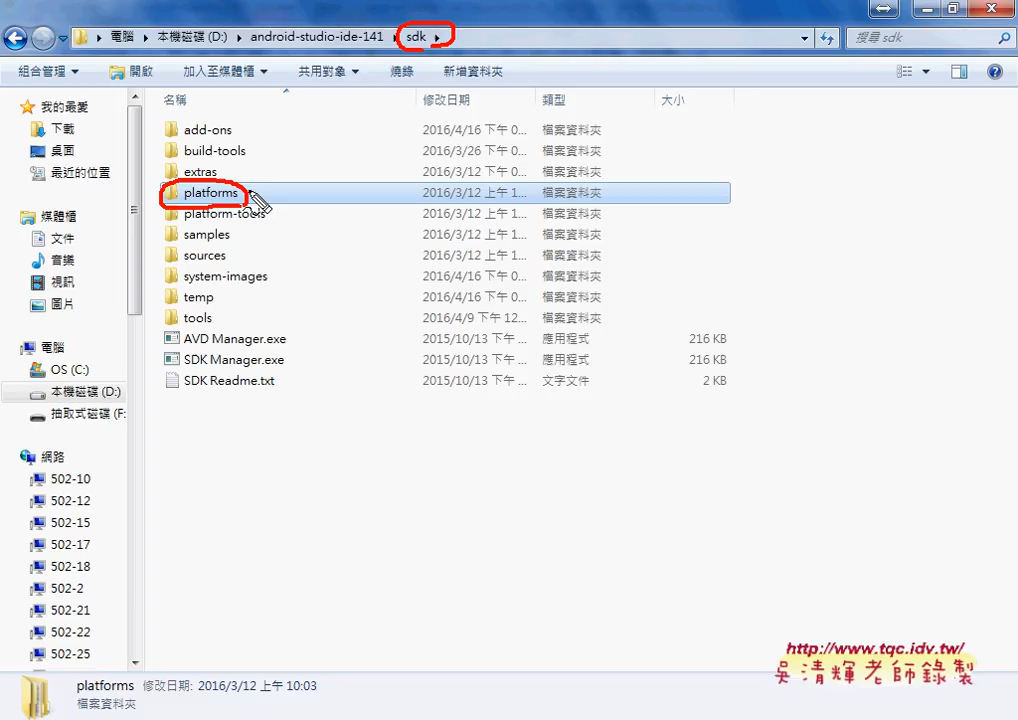 電腦 本機磁碟 (D:) android-studio-ide-141 sdk 搜尋 sdk
組合管理 開啟 加入至媒體櫃 共用對象 燒錄 新增資料夾
我的最愛
下載
桌面
最近的位置
媒體櫃
文件
音樂
視訊
圖片
電腦
OS (C:)
本機磁碟 (D:)
抽取式磁碟 (F:
網路
502-10
502-12
502-15
502-17
502-18
502-2
502-21
502-22
502-25
名稱 修改日期 類型 大小
add-ons 2016/4/16 下午 0... 檔案資料夾
build-tools 2016/3/26 下午 0... 檔案資料夾
extras 2016/3/12 上午 1... 檔案資料夾
platforms 2016/3/12 上午 1... 檔案資料夾
platform-tools 2016/3/12 上午 1... 檔案資料夾
samples 2016/3/12 上午 1... 檔案資料夾
sources 2016/3/12 上午 1... 檔案資料夾
system-images 2016/4/16 下午 0... 檔案資料夾
temp 2016/4/16 下午 0... 檔案資料夾
tools 2016/4/9 下午 12... 檔案資料夾
AVD Manager.exe 2015/10/13 下午 ... 應用程式 216 KB
SDK Manager.exe 2015/10/13 下午 ... 應用程式 216 KB
SDK Readme.txt 2015/10/13 下午 ... 文字文件 2 KB
http://www.tqc.idv.tw/
吳清輝老師錄製
platforms 修改日期: 2016/3/12 上午 10:03
檔案資料夾